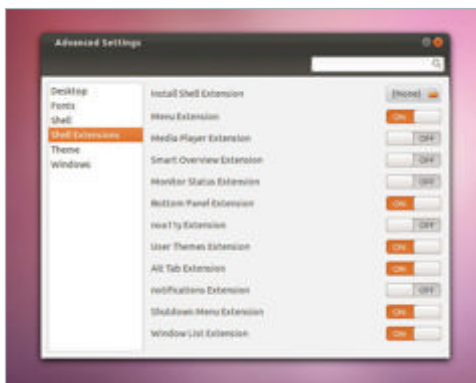 Advanced Settings
Desktop
Fonts
Shell
Shell Extensions
Theme
Windows
Install Shell Extension
(None)
Menu Extension
ON
Media Player Extension
OFF
Smart Overview Extension
OFF
Monitor Status Extension
OFF
Bottom Panel Extension
ON
noa11y Extension
OFF
User Themes Extension
ON
Alt Tab Extension
ON
notifications Extension
OFF
Shutdown Menu Extension
ON
Window List Extension
ON